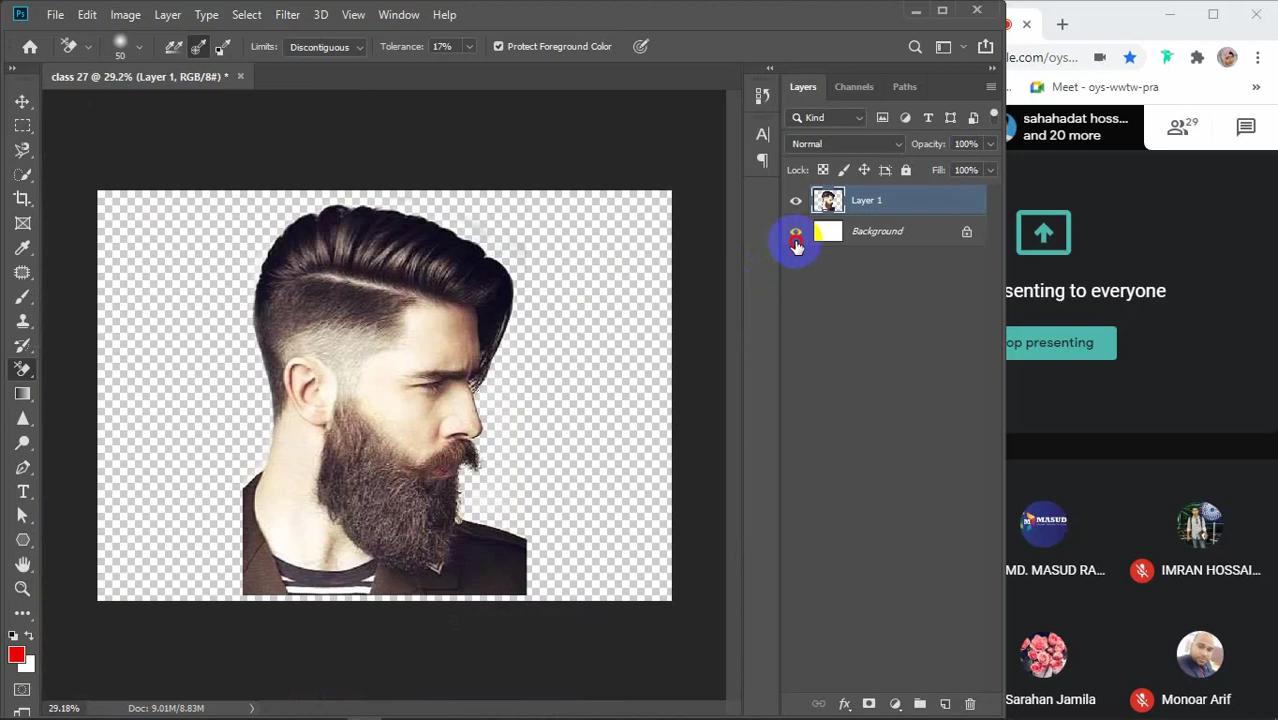 Ps File Edit Image Layer Type Select Filter 3D View Window Help
50 Limits: Discontiguous Tolerance: 17% Protect Foreground Color
class 27 @ 29.2% (Layer 1, RGB/8#) * ×
Layers Channels Paths
Kind
Normal Opacity: 100%
Lock: Fill: 100%
Layer 1
Background
29.18% Doc: 9.01M/8.83M
le.com/oys...
Meet - oys-wwtw-pra
sahahadat hoss...
and 20 more
29
senting to everyone
op presenting
MASUD
MD. MASUD RA...
IMRAN HOSSAI...
Sarahan Jamila
Monoar Arif